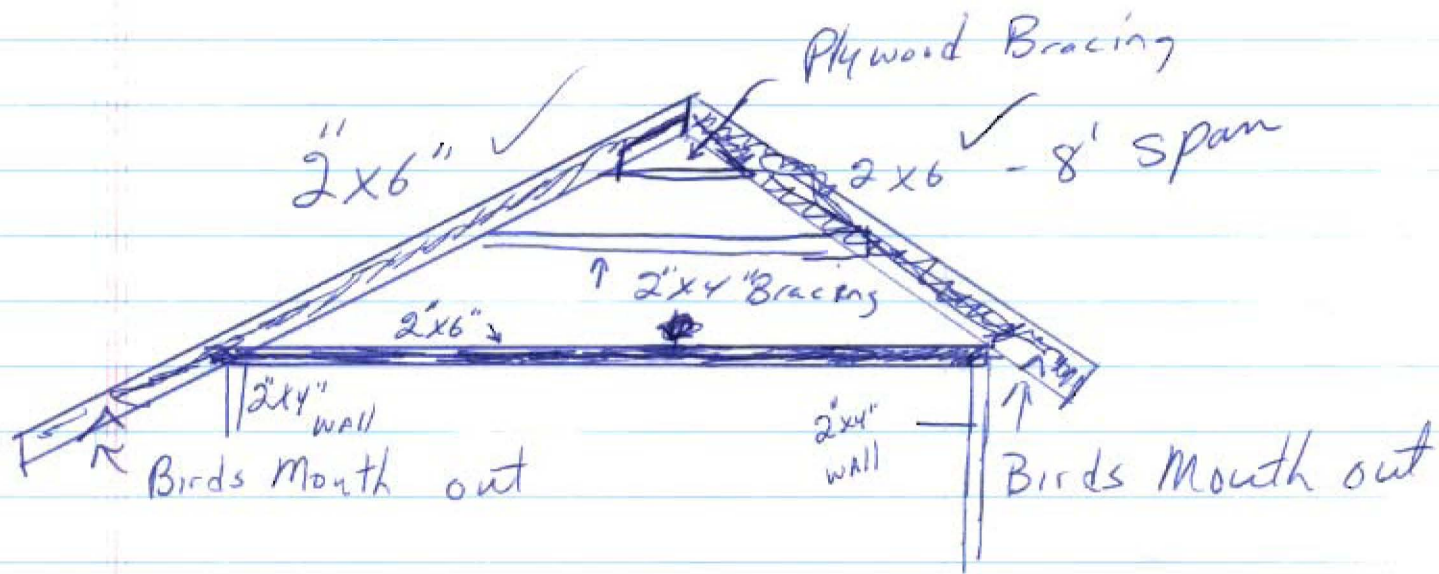 Plywood Bracing
2"x6"
2x6 - 8' span
2"x4" Bracing
2"x6"
2"x4"
wall
2"x4"
wall
Birds Mouth out
Birds Mouth out